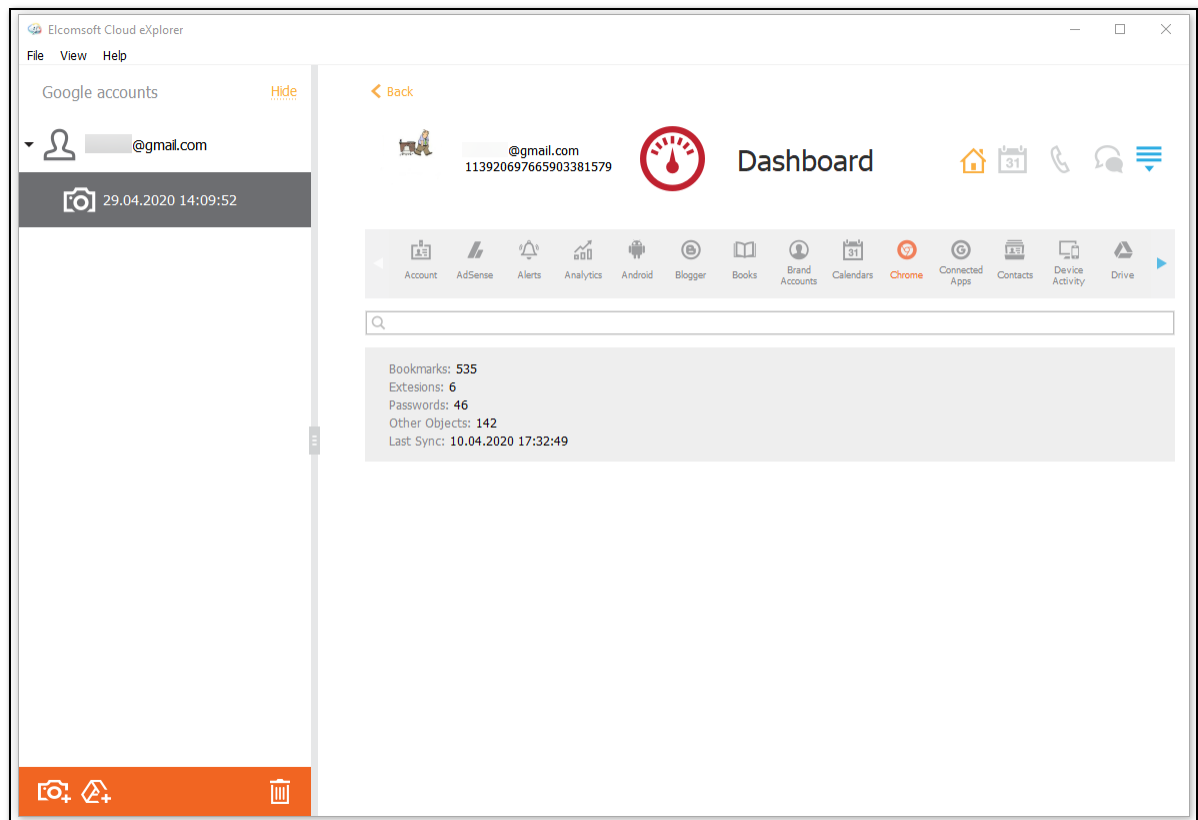 Elcomsoft Cloud eXplorer
File View Help
Google accounts Hide
@gmail.com
29.04.2020 14:09:52
Back
@gmail.com
113920697665903381579
Dashboard
31
Account AdSense Alerts Analytics Android Blogger Books Brand Accounts Calendars Chrome Connected Apps Contacts Device Activity Drive
Bookmarks: 535
Extesions: 6
Passwords: 46
Other Objects: 142
Last Sync: 10.04.2020 17:32:49